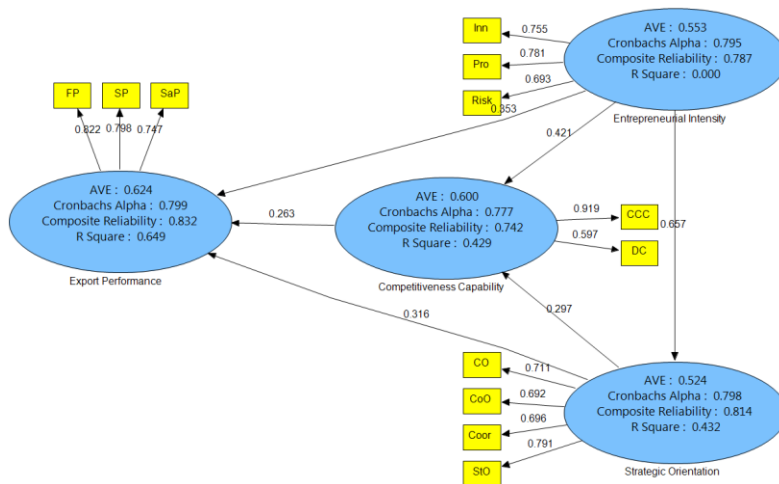 Inn
0.755
Pro
0.781
Risk
0.693
AVE : 0.553
Cronbachs Alpha : 0.795
Composite Reliability : 0.787
R Square : 0.000
Entrepreneurial Intensity
FP
SP
SaP
0.822
0.798
0.747
0.353
0.421
AVE : 0.624
Cronbachs Alpha : 0.799
Composite Reliability : 0.832
R Square : 0.649
Export Performance
0.263
AVE : 0.600
Cronbachs Alpha : 0.777
Composite Reliability : 0.742
R Square : 0.429
Competitiveness Capability
0.919
CCC
0.597
DC
0.657
0.316
0.297
CO
0.711
CoO
0.692
Coor
0.696
StO
0.791
AVE : 0.524
Cronbachs Alpha : 0.798
Composite Reliability : 0.814
R Square : 0.432
Strategic Orientation